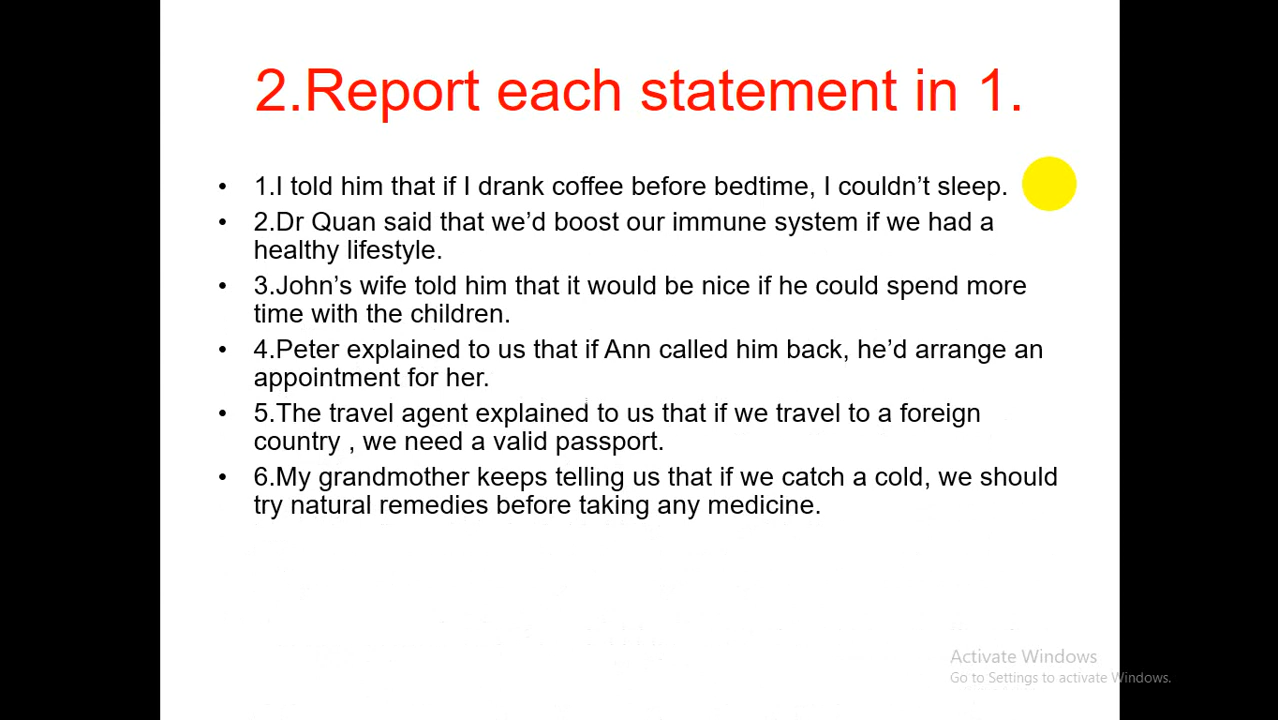 2.Report each statement in 1.
• 1.I told him that if I drank coffee before bedtime, I couldn’t sleep.
• 2.Dr Quan said that we’d boost our immune system if we had a
healthy lifestyle.
• 3.John’s wife told him that it would be nice if he could spend more
time with the children.
• 4.Peter explained to us that if Ann called him back, he’d arrange an
appointment for her.
• 5.The travel agent explained to us that if we travel to a foreign
country , we need a valid passport.
• 6.My grandmother keeps telling us that if we catch a cold, we should
try natural remedies before taking any medicine.
Activate Windows
Go to Settings to activate Windows.